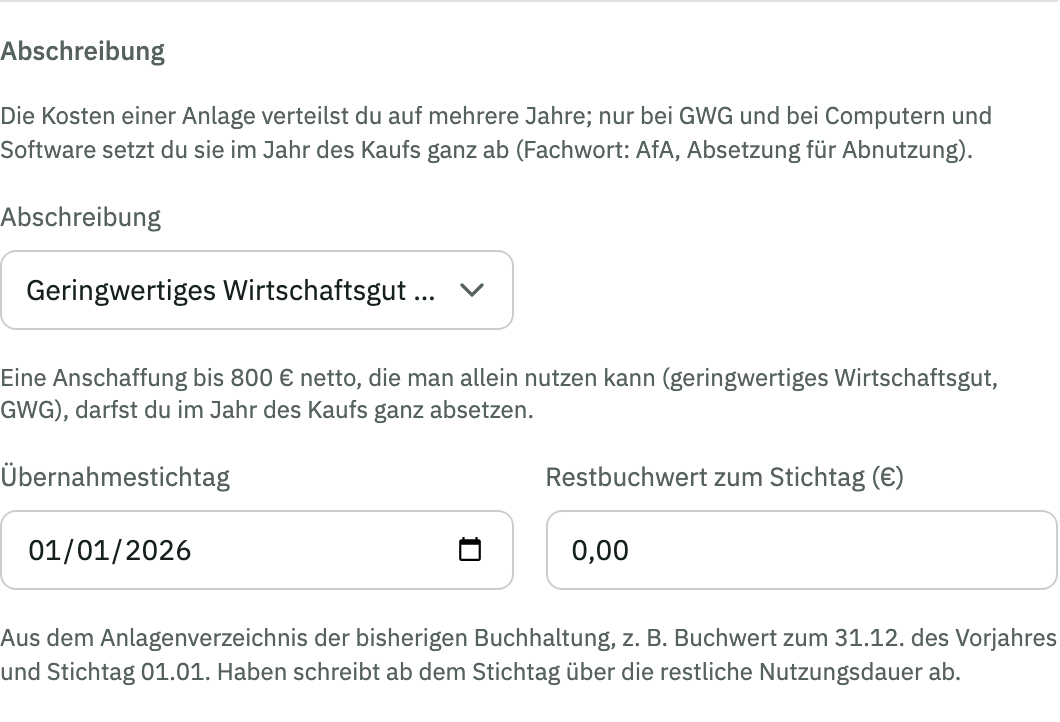 Abschreibung
Die Kosten einer Anlage verteilst du auf mehrere Jahre; nur bei GWG und bei Computern und
Software setzt du sie im Jahr des Kaufs ganz ab (Fachwort: AfA, Absetzung für Abnutzung).
Abschreibung
Geringwertiges Wirtschaftsgut ...
Eine Anschaffung bis 800 € netto, die man allein nutzen kann (geringwertiges Wirtschaftsgut,
GWG), darfst du im Jahr des Kaufs ganz absetzen.
Übernahmestichtag
Restbuchwert zum Stichtag (€)
01/01/2026
0,00
Aus dem Anlagenverzeichnis der bisherigen Buchhaltung, z. B. Buchwert zum 31.12. des Vorjahres
und Stichtag 01.01. Haben schreibt ab dem Stichtag über die restliche Nutzungsdauer ab.